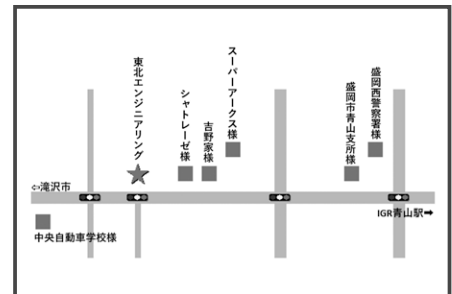 東北エンジニアリング
シャトレーゼ様
吉野家様
スーパーアークス様
盛岡市青山支所様
盛岡西警察署様
⇦滝沢市
中央自動車学校様
IGR青山駅➡